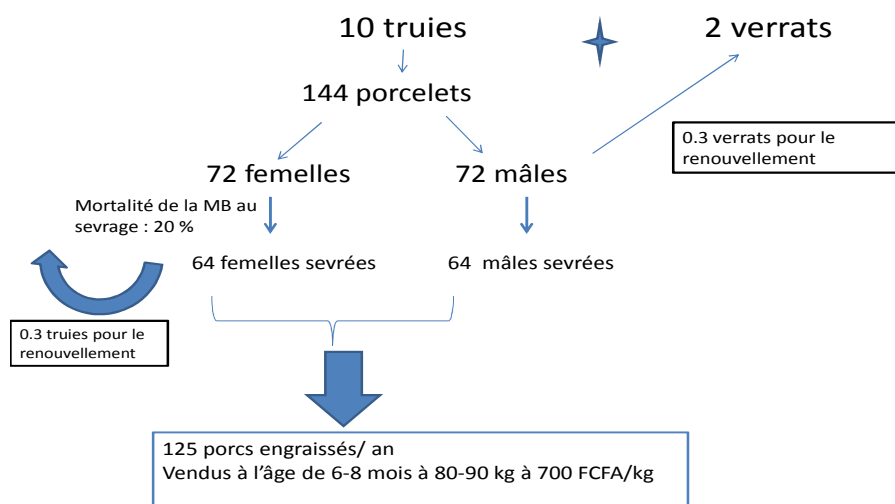 10 truies
2 verrats
144 porcelets
0.3 verrats pour le
renouvellement
72 femelles
72 mâles
Mortalité de la MB au
sevrage : 20 %
64 femelles sevrées
64 mâles sevrées
0.3 truies pour le
renouvellement
125 porcs engraissés/ an
Vendus à l'âge de 6-8 mois à 80-90 kg à 700 FCFA/kg